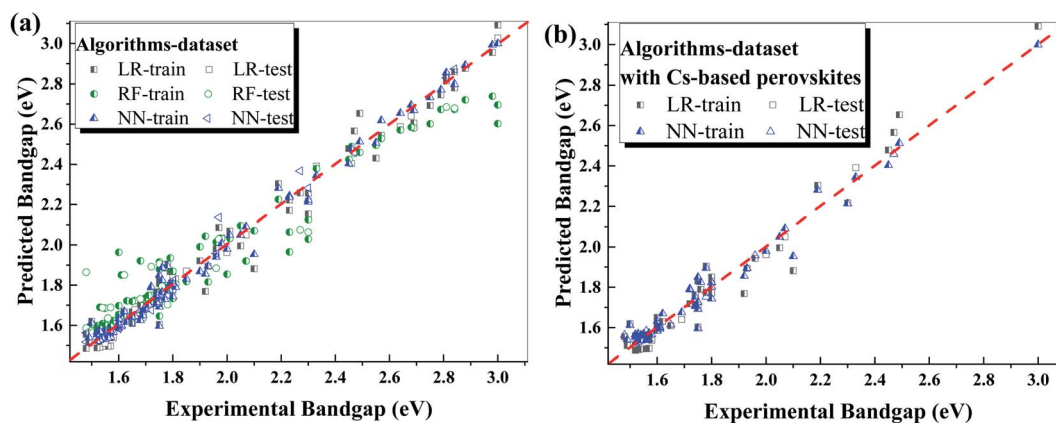 (a)
Algorithms-dataset
LR-train LR-test
RF-train RF-test
NN-train NN-test
3.0
2.8
2.6
2.4
2.2
2.0
1.8
1.6
Predicted Bandgap (eV)
1.6 1.8 2.0 2.2 2.4 2.6 2.8 3.0
Experimental Bandgap (eV)
(b)
Algorithms-dataset
with Cs-based perovskites
LR-train LR-test
NN-train NN-test
3.0
2.8
2.6
2.4
2.2
2.0
1.8
1.6
Predicted Bandgap (eV)
1.6 1.8 2.0 2.2 2.4 2.6 2.8 3.0
Experimental Bandgap (eV)